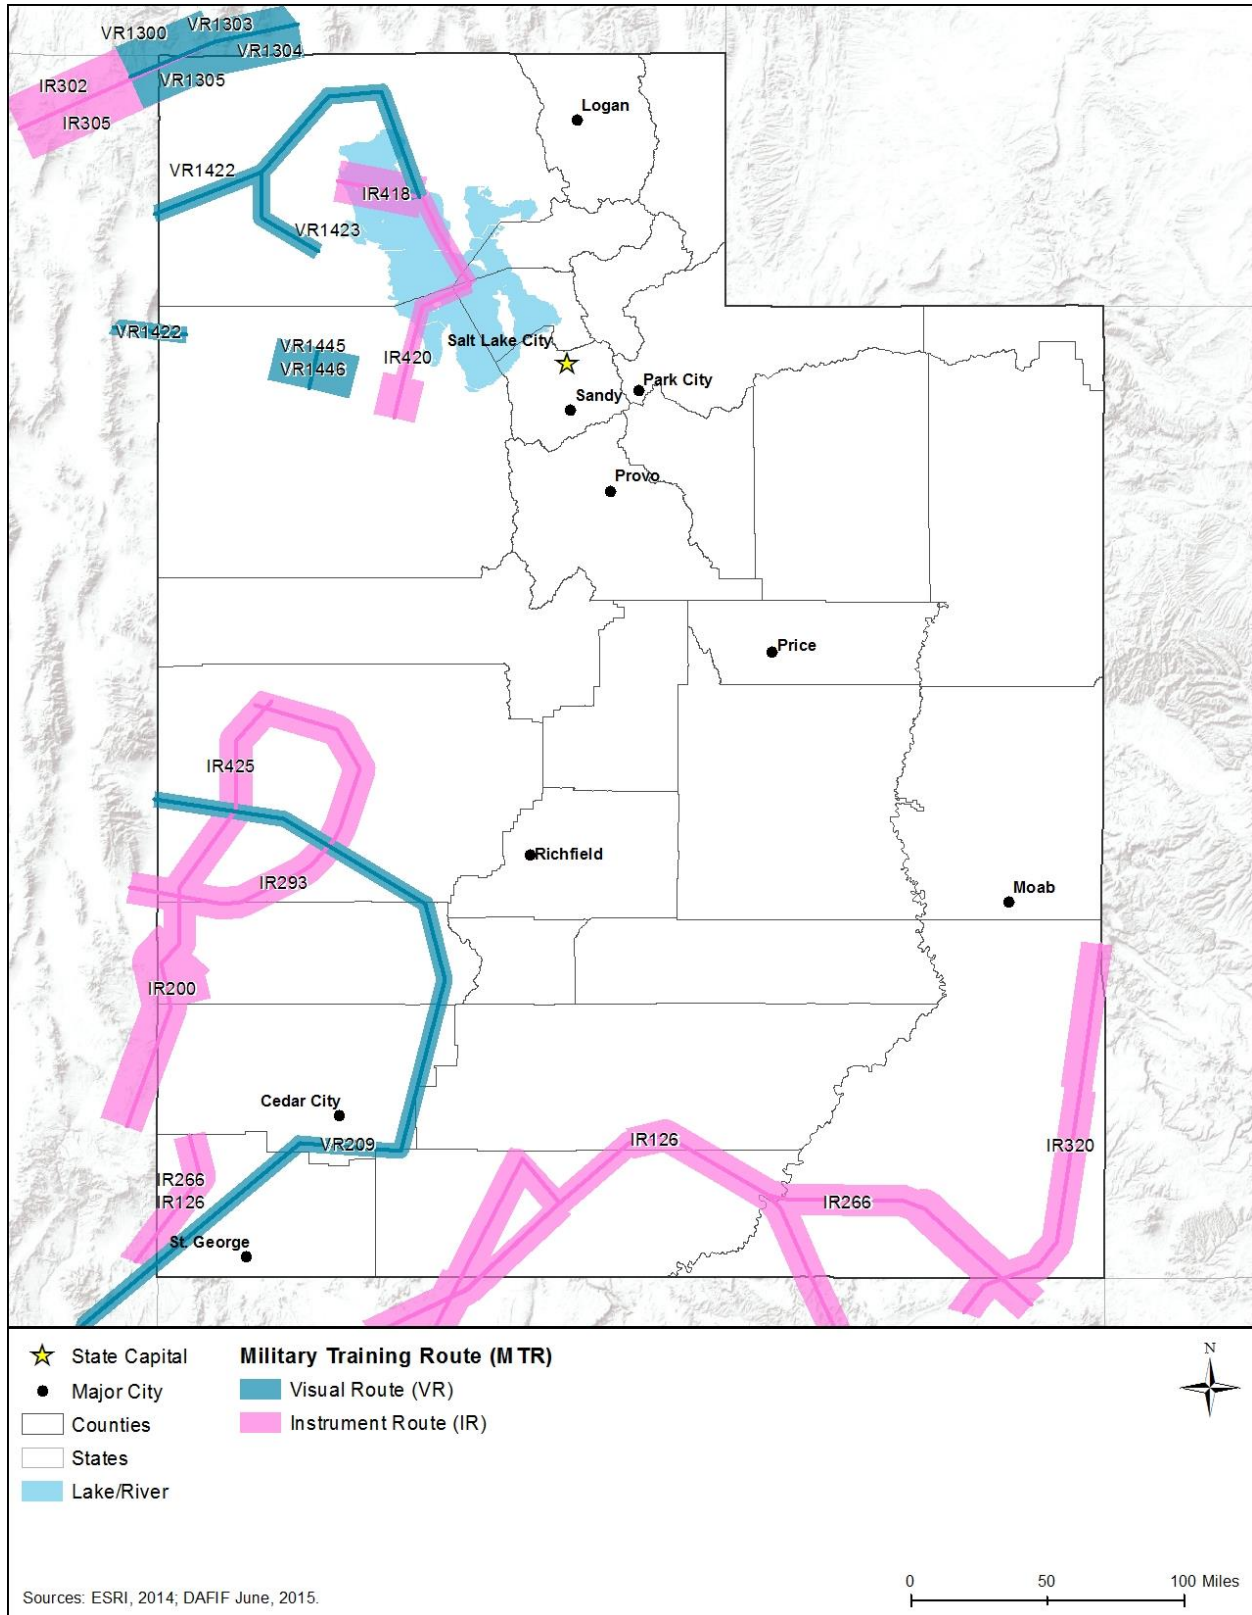 VR1300
VR1303
VR1304
IR302
VR1305
IR305
Logan
VR1422
IR418
VR1423
VR1422
VR1445
VR1446
Salt Lake City
IR420
Park City
Sandy
Provo
Price
IR425
Richfield
IR293
Moab
IR200
Cedar City
VR209
IR126
IR320
IR266
IR126
IR266
St. George
State Capital
Major City
Counties
States
Lake/River
Military Training Route (MTR)
Visual Route (VR)
Instrument Route (IR)
N
0 50 100 Miles
Sources: ESRI, 2014; DAFIF June, 2015.